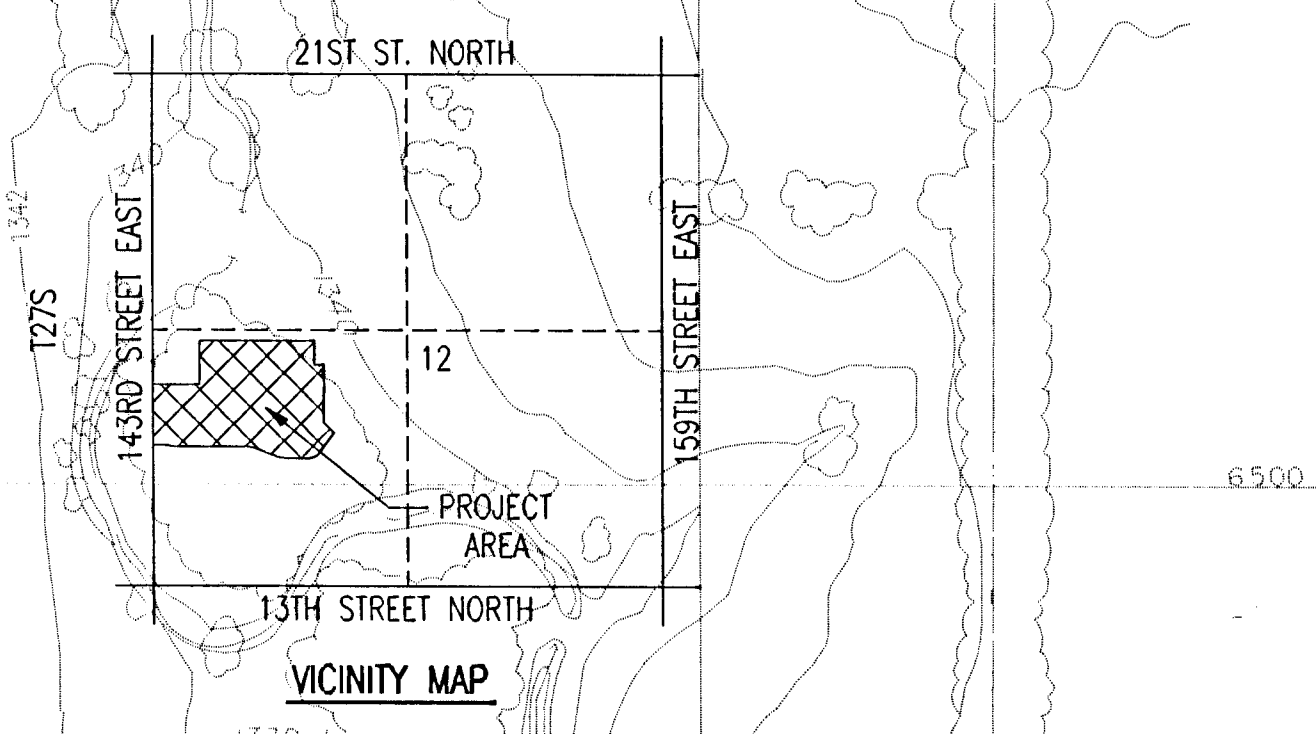 21ST ST. NORTH
1340
1342
143RD STREET EAST
T27S
159TH STREET EAST
1340
12
6500
PROJECT
AREA
13TH STREET NORTH
VICINITY MAP